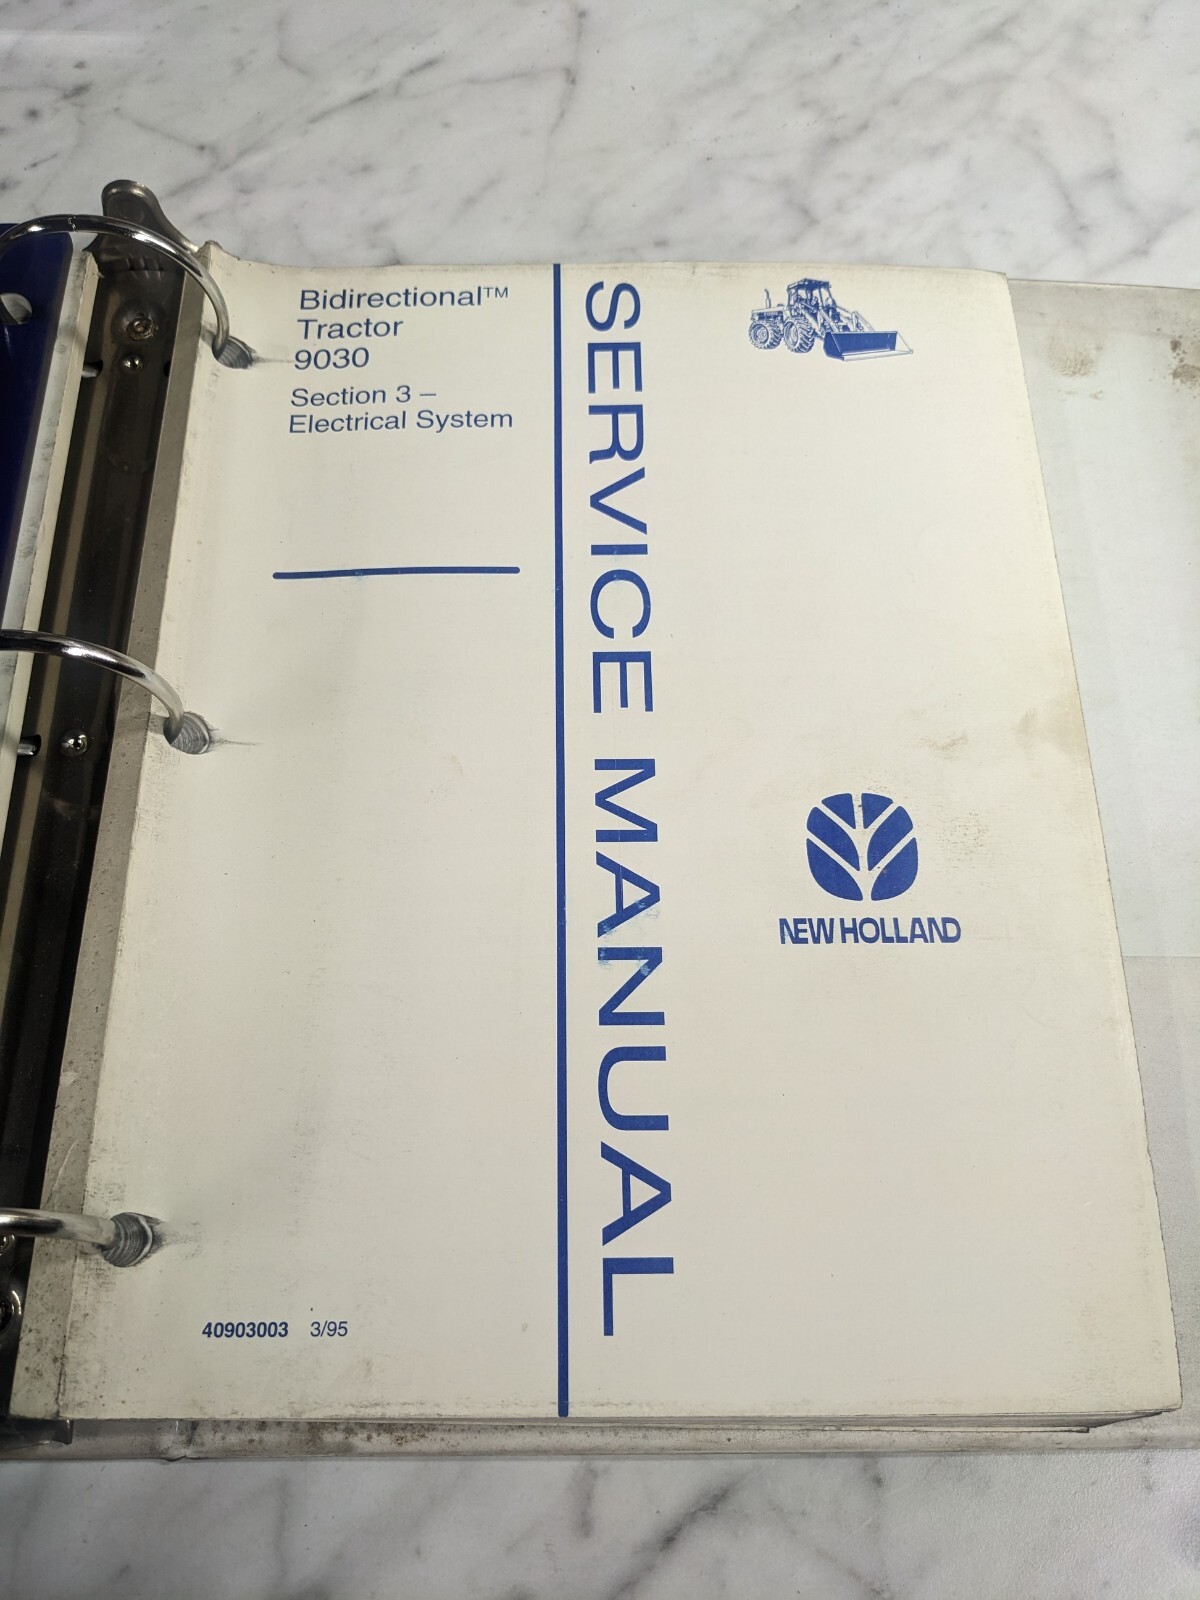 Bidirectional™
Tractor
9030
Section 3 –
Electrical System
SERVICE MANUAL
NEW HOLLAND
40903003 3/95